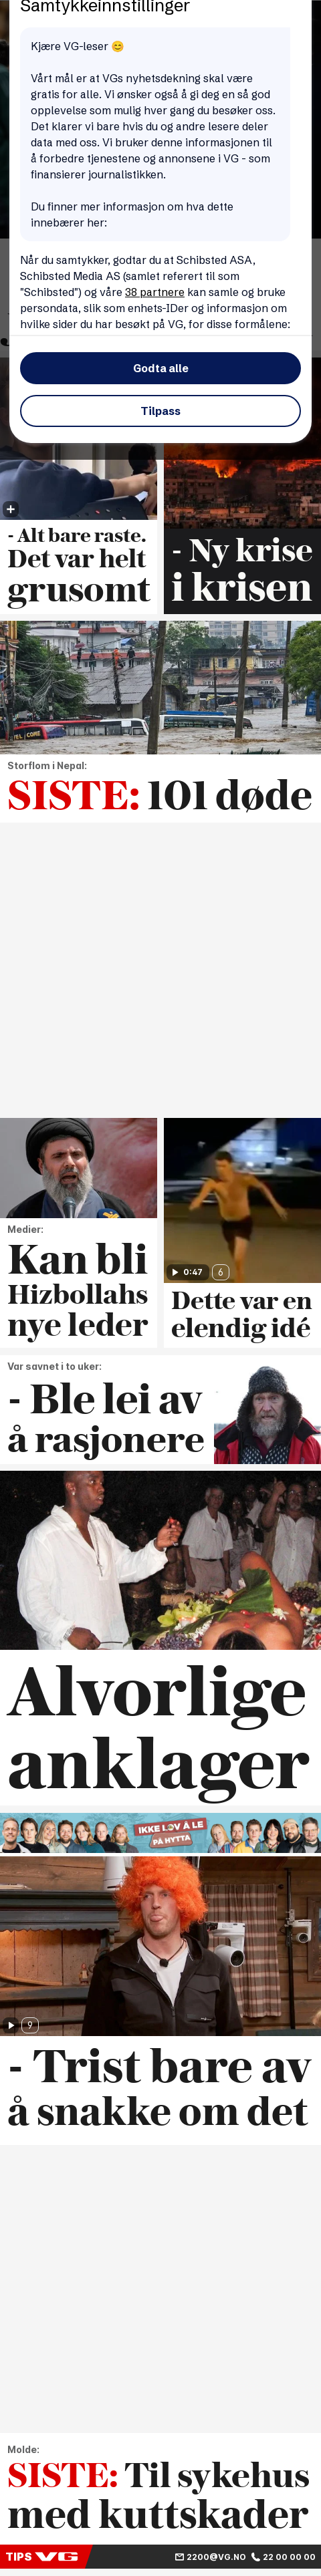 Samtykkeinnstillinger
Kjære VG-leser 😊
Vårt mål er at VGs nyhetsdekning skal være
gratis for alle. Vi ønsker også å gi deg en så god
opplevelse som mulig hver gang du besøker oss.
Det klarer vi bare hvis du og andre lesere deler
data med oss. Vi bruker denne informasjonen til
å forbedre tjenestene og annonsene i VG - som
finansierer journalistikken.
Du finner mer informasjon om hva dette
innebærer her:
Når du samtykker, godtar du at Schibsted ASA,
Schibsted Media AS (samlet referert til som
"Schibsted") og våre 38 partnere kan samle og bruke
persondata, slik som enhets-IDer og informasjon om
hvilke sider du har besøkt på VG, for disse formålene:
Godta alle
Tilpass
- Alt bare raste.
Det var helt
grusomt
- Ny krise
i krisen
Storflom i Nepal:
SISTE: 101 døde
Medier:
Kan bli
Hizbollahs
nye leder
0:47
6
Dette var en
elendig idé
Var savnet i to uker:
- Ble lei av
å rasjonere
Alvorlige
anklager
IKKE LOV Å LE
PÅ HYTTA
9
- Trist bare av
å snakke om det
Molde:
SISTE: Til sykehus
med kuttskader
TIPS VG
2200@VG.NO
22 00 00 00